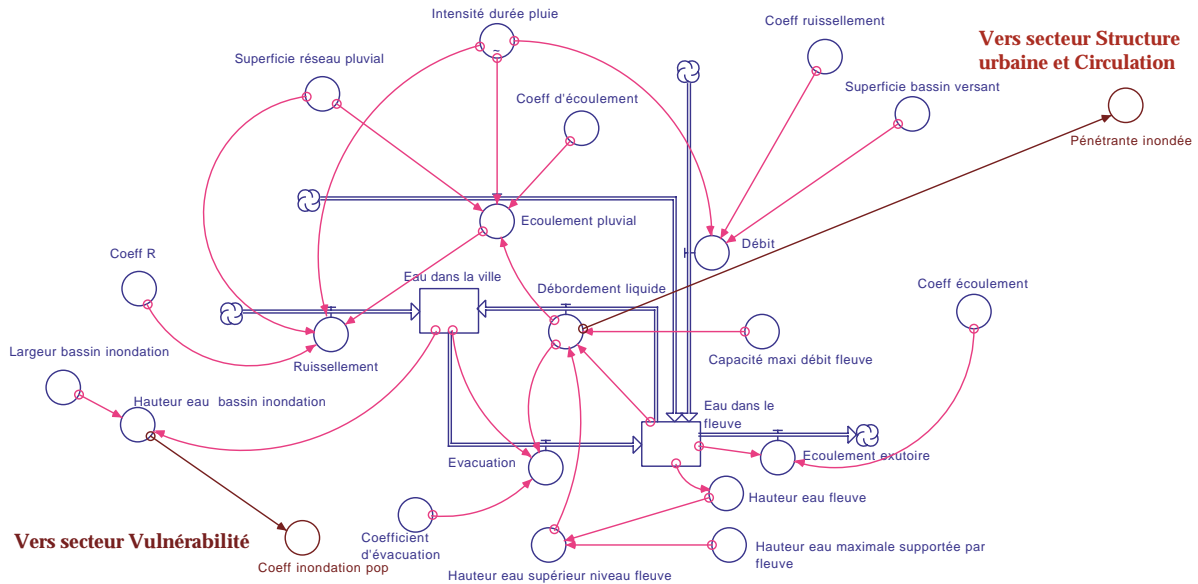 Intensité durée pluie
Coeff ruissellement
Vers secteur Structure
urbaine et Circulation
Superficie réseau pluvial
Superficie bassin versant
Coeff d'écoulement
~
Pénétrante inondée
Ecoulement pluvial
Débit
Coeff R
Eau dans la ville
Débordement liquide
Coeff écoulement
Largeur bassin inondation
Ruissellement
Capacité maxi débit fleuve
Hauteur eau bassin inondation
Eau dans le
fleuve
Evacuation
Ecoulement exutoire
Hauteur eau fleuve
Vers secteur Vulnérabilité
Coefficient
d'évacuation
Coeff inondation pop
Hauteur eau supérieur niveau fleuve
Hauteur eau maximale supportée par
fleuve